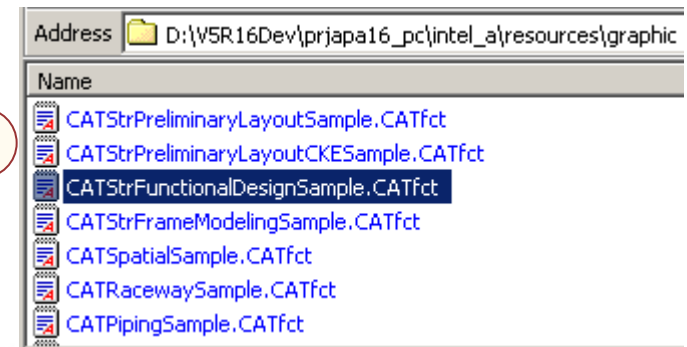 Address D:\V5R16Dev\prjapa16_pc\intel_a\resources\graphic
Name
CATStrPreliminaryLayoutSample.CATfct
CATStrPreliminaryLayoutCKESample.CATfct
CATStrFunctionalDesignSample.CATfct
CATStrFrameModelingSample.CATfct
CATSpatialSample.CATfct
CATRacewaySample.CATfct
CATPipingSample.CATfct